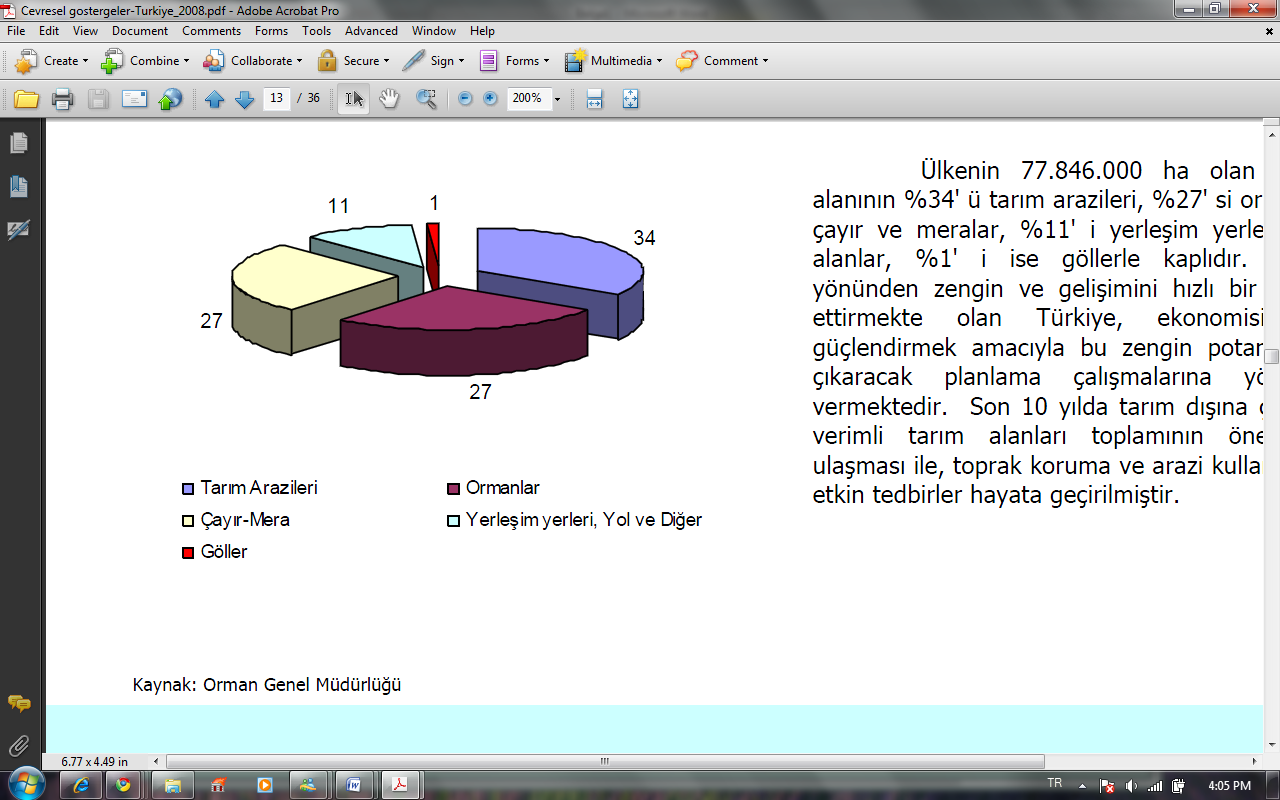 Cevresel gostergeler-Turkiye_2008.pdf - Adobe Acrobat Pro
File Edit View Document Comments Forms Tools Advanced Window Help
Create Combine Collaborate Secure Sign Forms Multimedia Comment
13 / 36 200%
11
1
34
27
27
Tarım Arazileri
Ormanlar
Çayır-Mera
Yerleşim yerleri, Yol ve Diğer
Göller
Kaynak: Orman Genel Müdürlüğü
Ülkenin 77.846.000 ha olan
alanının %34' ü tarım arazileri, %27' si or
çayır ve meralar, %11' i yerleşim yerle
alanlar, %1' i ise göllerle kaplıdır.
yönünden zengin ve gelişimini hızlı bir
ettirmekte olan Türkiye, ekonomisi
güçlendirmek amacıyla bu zengin potan
çıkaracak planlama çalışmalarına yö
vermektedir. Son 10 yılda tarım dışına
verimli tarım alanları toplamının öne
ulaşması ile, toprak koruma ve arazi kulla
etkin tedbirler hayata geçirilmiştir.
6.77 x 4.49 in
TR 4:05 PM